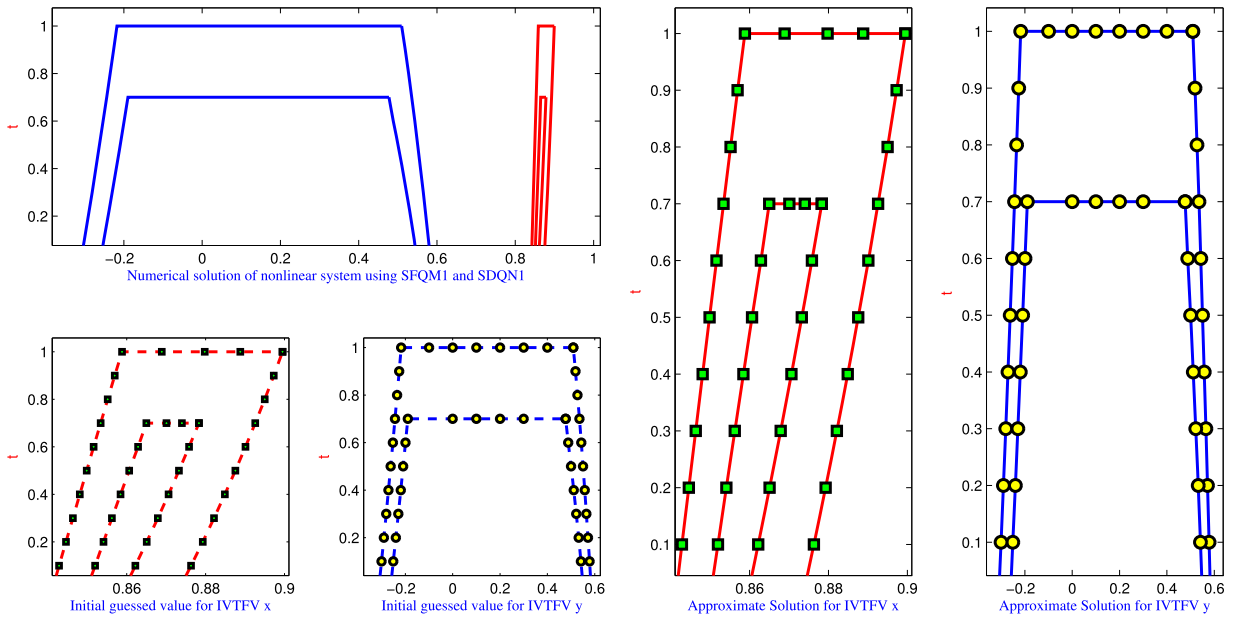 1
0.8
0.6
0.4
0.2
t
−0.2 0 0.2 0.4 0.6 0.8 1
Numerical solution of nonlinear system using SFQM1 and SDQN1
1
0.8
0.6
0.4
0.2
t
0.86 0.88 0.9
Initial guessed value for IVTFV x
1
0.8
0.6
0.4
0.2
t
−0.2 0 0.2 0.4 0.6
Initial guessed value for IVTFV y
1
0.9
0.8
0.7
0.6
0.5
0.4
0.3
0.2
0.1
t
0.86 0.88 0.9
Approximate Solution for IVTFV x
1
0.9
0.8
0.7
0.6
0.5
0.4
0.3
0.2
0.1
t
−0.2 0 0.2 0.4 0.6
Approximate Solution for IVTFV y